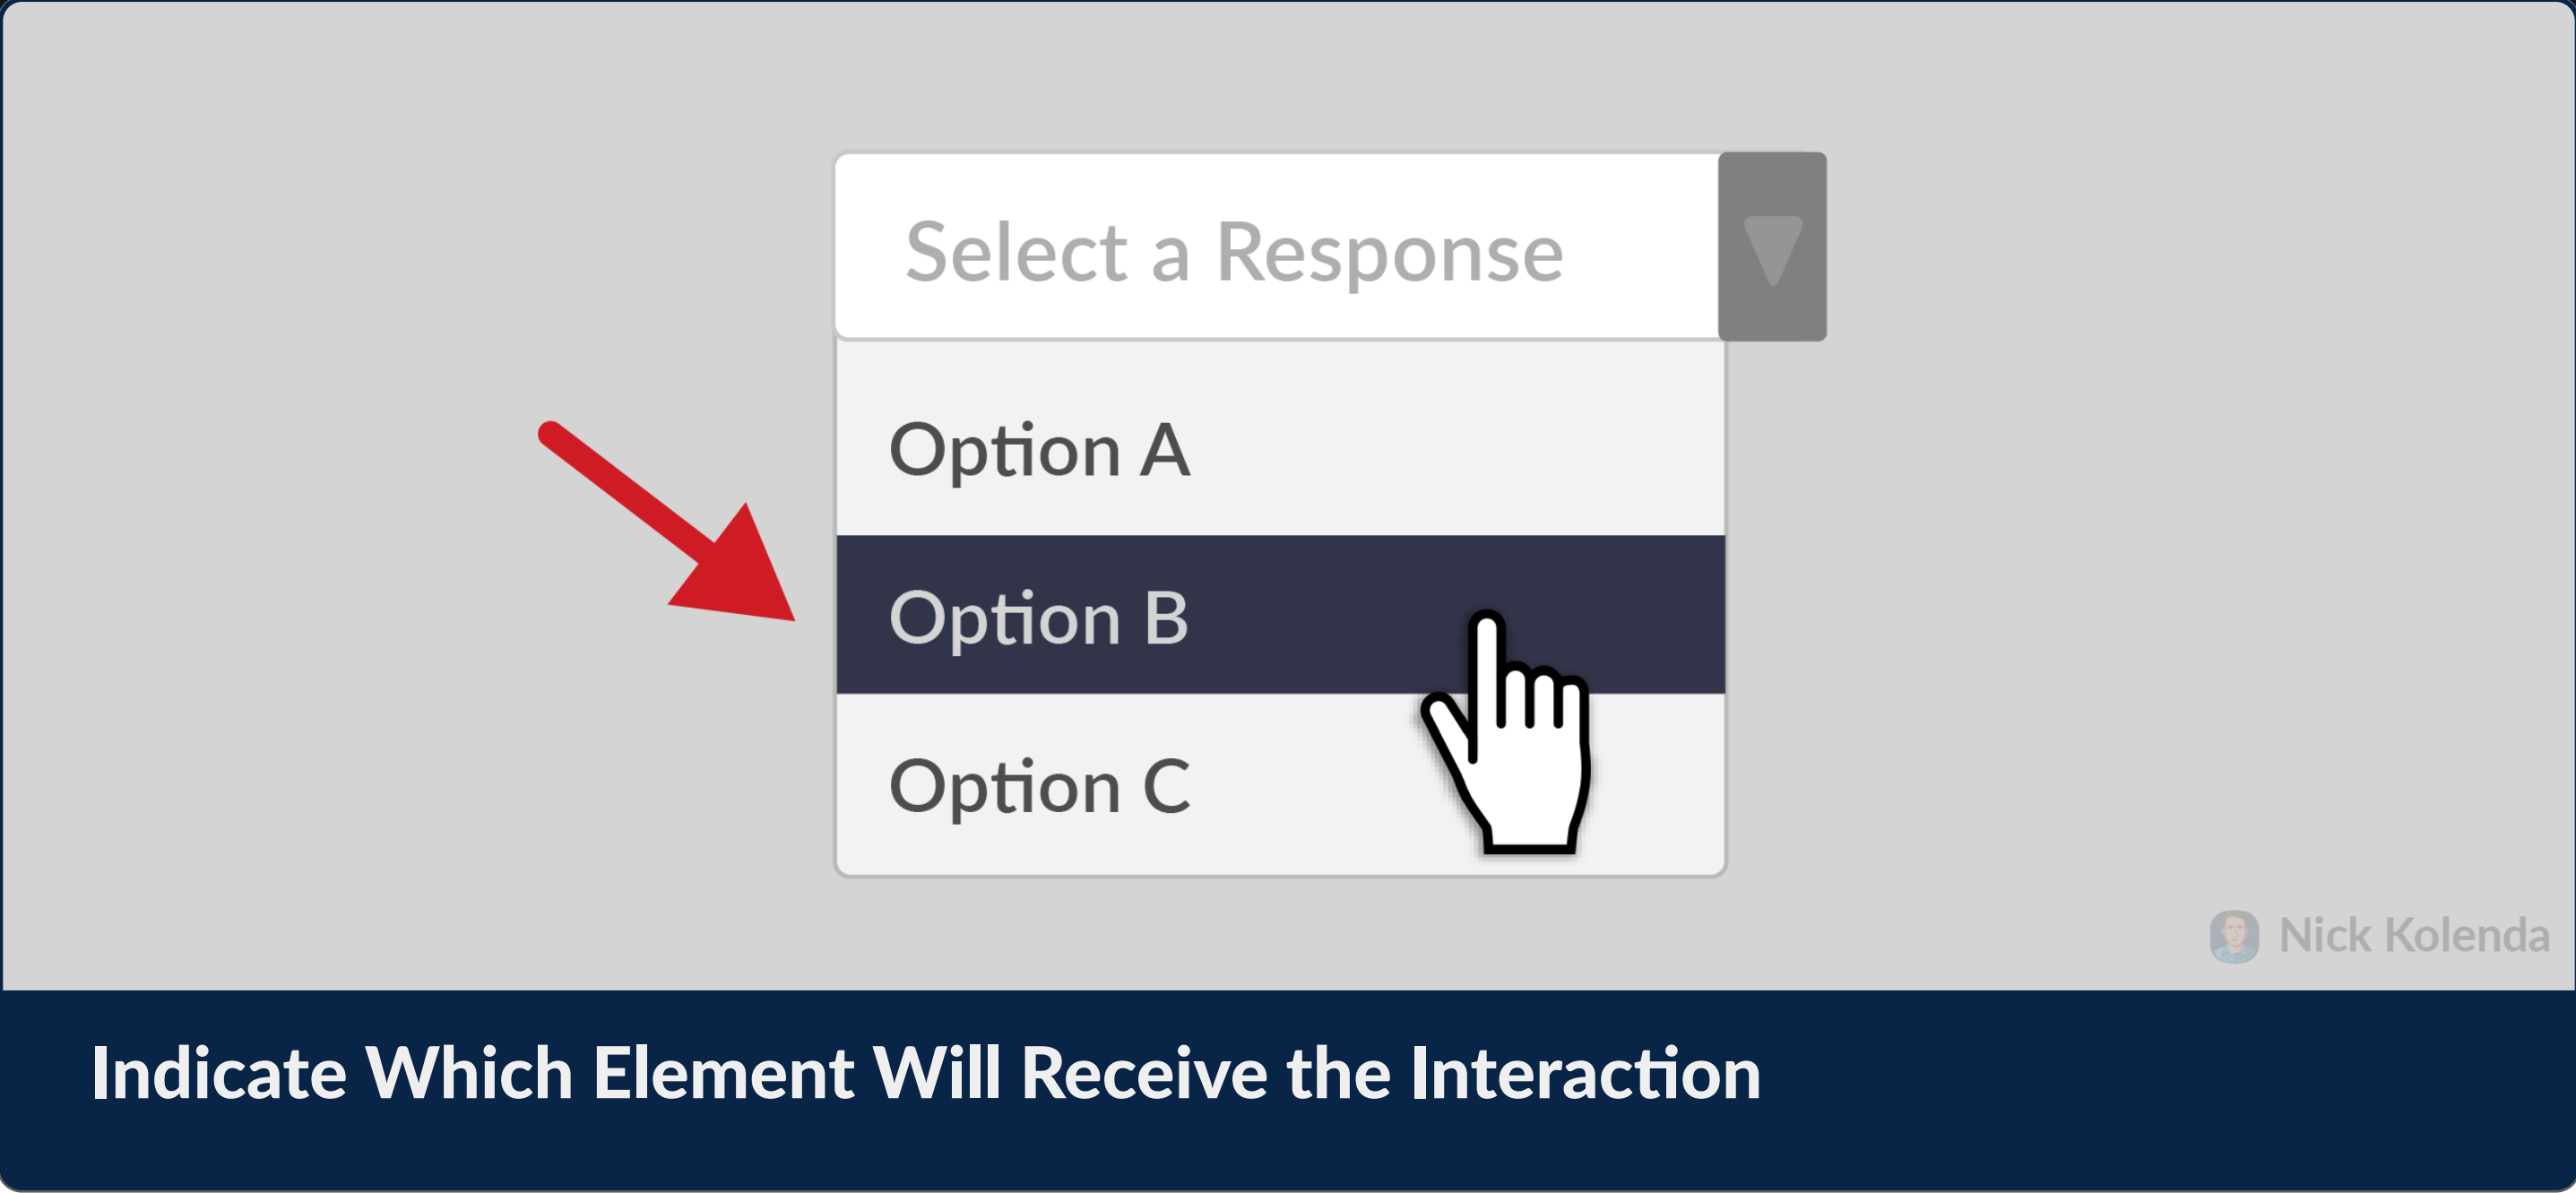 Select a Response
Option A
Option B
Option C
Nick Kolenda
Indicate Which Element Will Receive the Interaction